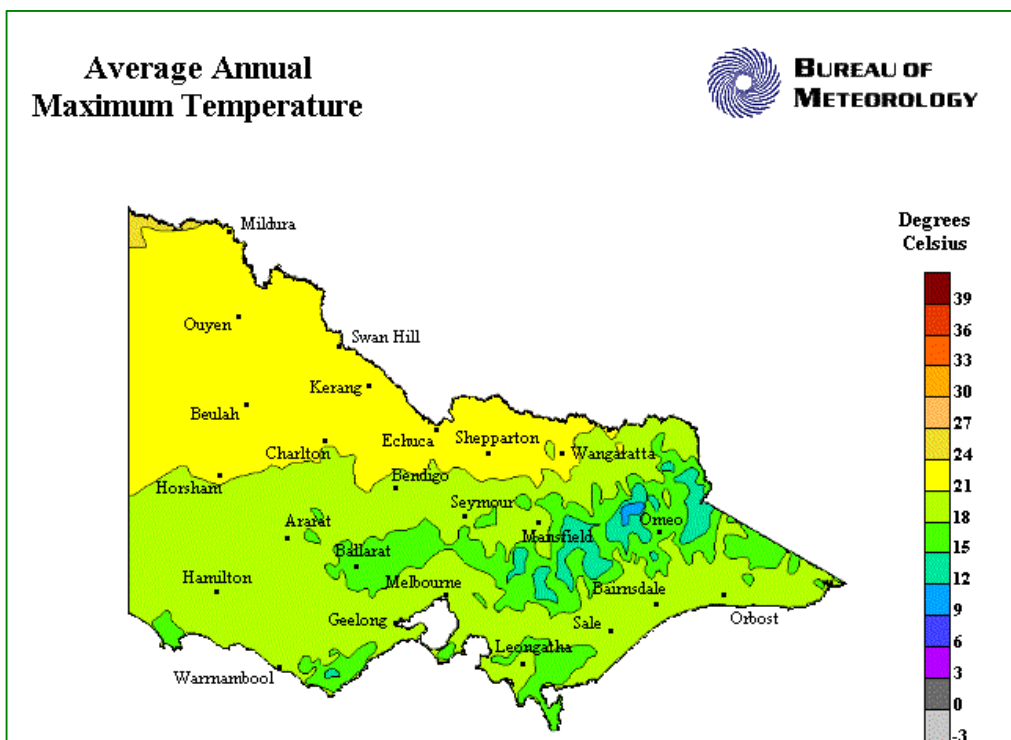 Average Annual
Maximum Temperature
BUREAU OF
METEOROLOGY
Degrees
Celsius
39
36
33
30
27
24
21
18
15
12
9
6
3
0
-3
Mildura
Ouyen
Swan Hill
Kerang
Beulah
Echuca
Shepparton
Charlton
Wangaratta
Horsham
Bendigo
Seymour
Ararat
Omeo
Mansfield
Ballarat
Hamilton
Melbourne
Bairnsdale
Geelong
Sale
Orbost
Leongatha
Warrnambool